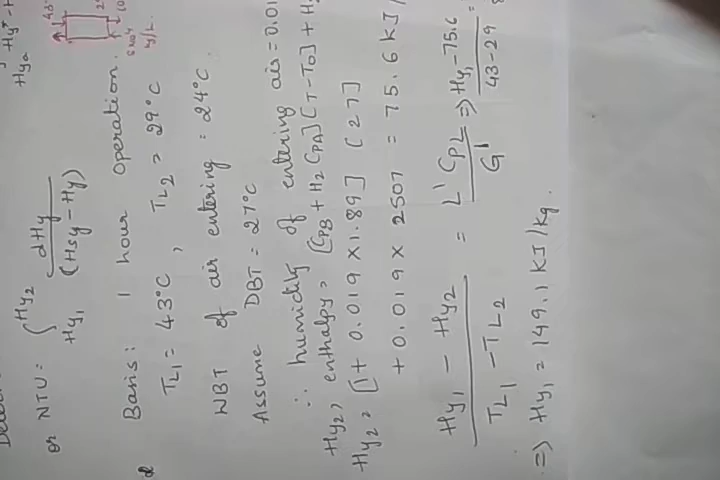 Hy* - H
Hya
or NTU = ∫Hy1^Hy2 dHy / (Hsy - Hy)
Basis: 1 hour operation.
TL1 = 43°C, TL2 = 29°C
WBT of air entering = 24°C
Assume DBT = 27°C
∴ humidity of entering air = 0.01
Hy2, enthalpy = [CPB + H2 CPA] [T - T0] + H
Hy2 = [1 + 0.019 × 1.89] [27]
+ 0.019 × 2507 = 75.6 kJ/
(Hy1 - Hy2) / (TL1 - TL2) = L' CPL / G' ⇒ (Hy1 - 75.6) / (43 - 29) =
⇒ Hy1 = 149.1 KJ/kg.